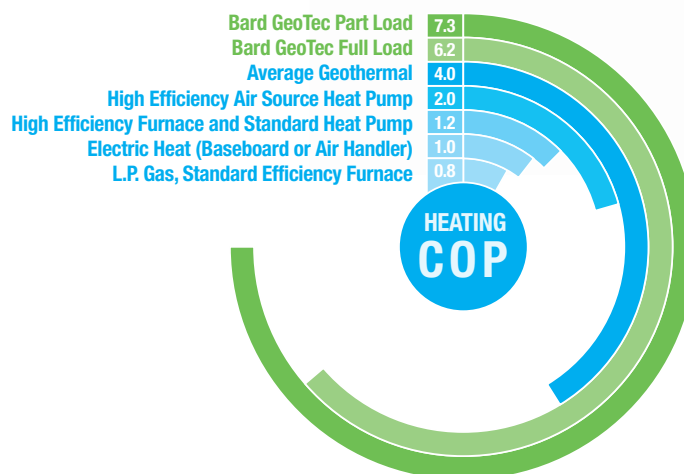 Bard GeoTec Part Load 7.3
Bard GeoTec Full Load 6.2
Average Geothermal 4.0
High Efficiency Air Source Heat Pump 2.0
High Efficiency Furnace and Standard Heat Pump 1.2
Electric Heat (Baseboard or Air Handler) 1.0
L.P. Gas, Standard Efficiency Furnace 0.8
HEATING
COP